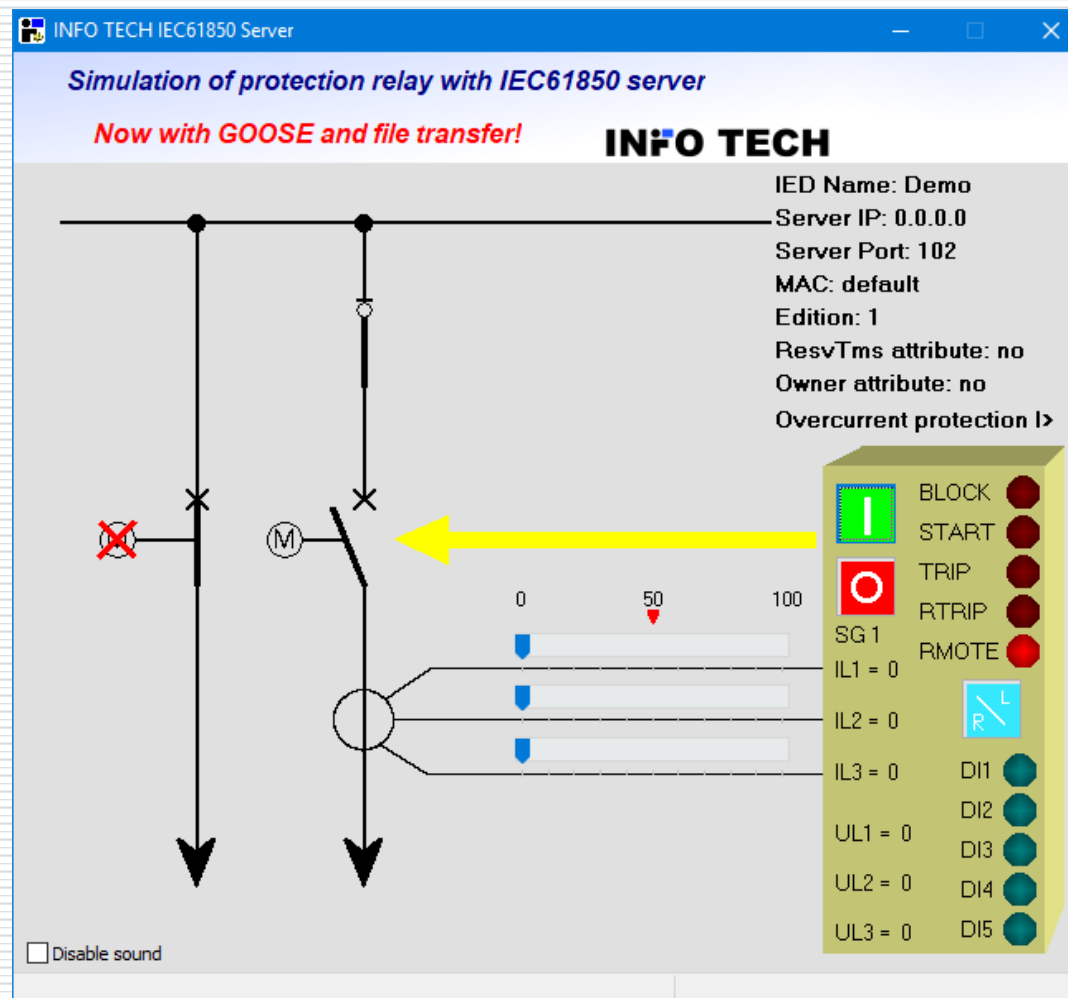 INFO TECH IEC61850 Server
Simulation of protection relay with IEC61850 server
Now with GOOSE and file transfer!
INFO TECH
IED Name: Demo
Server IP: 0.0.0.0
Server Port: 102
MAC: default
Edition: 1
ResvTms attribute: no
Owner attribute: no
Overcurrent protection I>
BLOCK
START
TRIP
RTRIP
RMOTE
M
0 50 100
SG1
IL1 = 0
IL2 = 0
IL3 = 0
L
R
UL1 = 0
UL2 = 0
UL3 = 0
DI1
DI2
DI3
DI4
DI5
Disable sound